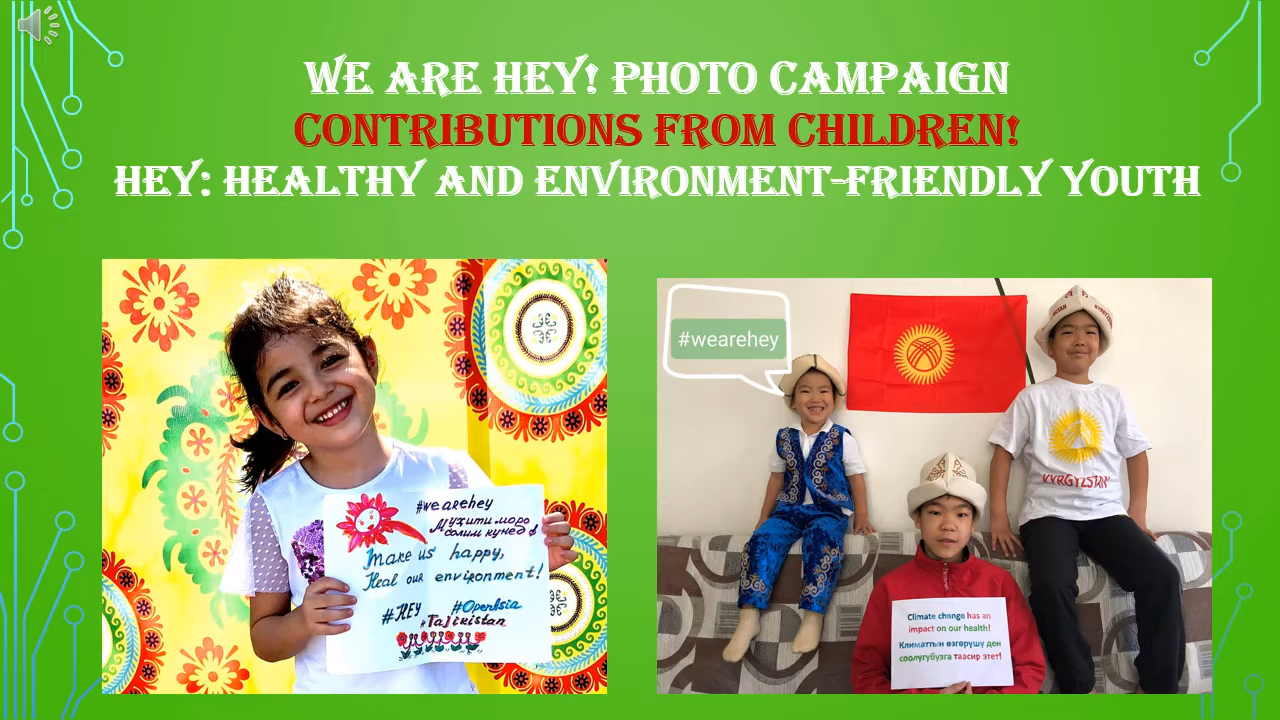 WE ARE HEY! PHOTO CAMPAIGN
CONTRIBUTIONS FROM CHILDREN!
HEY: HEALTHY AND ENVIRONMENT-FRIENDLY YOUTH
#wearehey
Муҳити моро
солим кунед!
Make us happy,
Heal our environment!
#HEY #OpenAsia
#Tajikistan
#wearehey
KYRGYZSTAN
Climate change has an
impact on our health!
Климаттын өзгөрүшү ден
соолугубузга таасир этет!